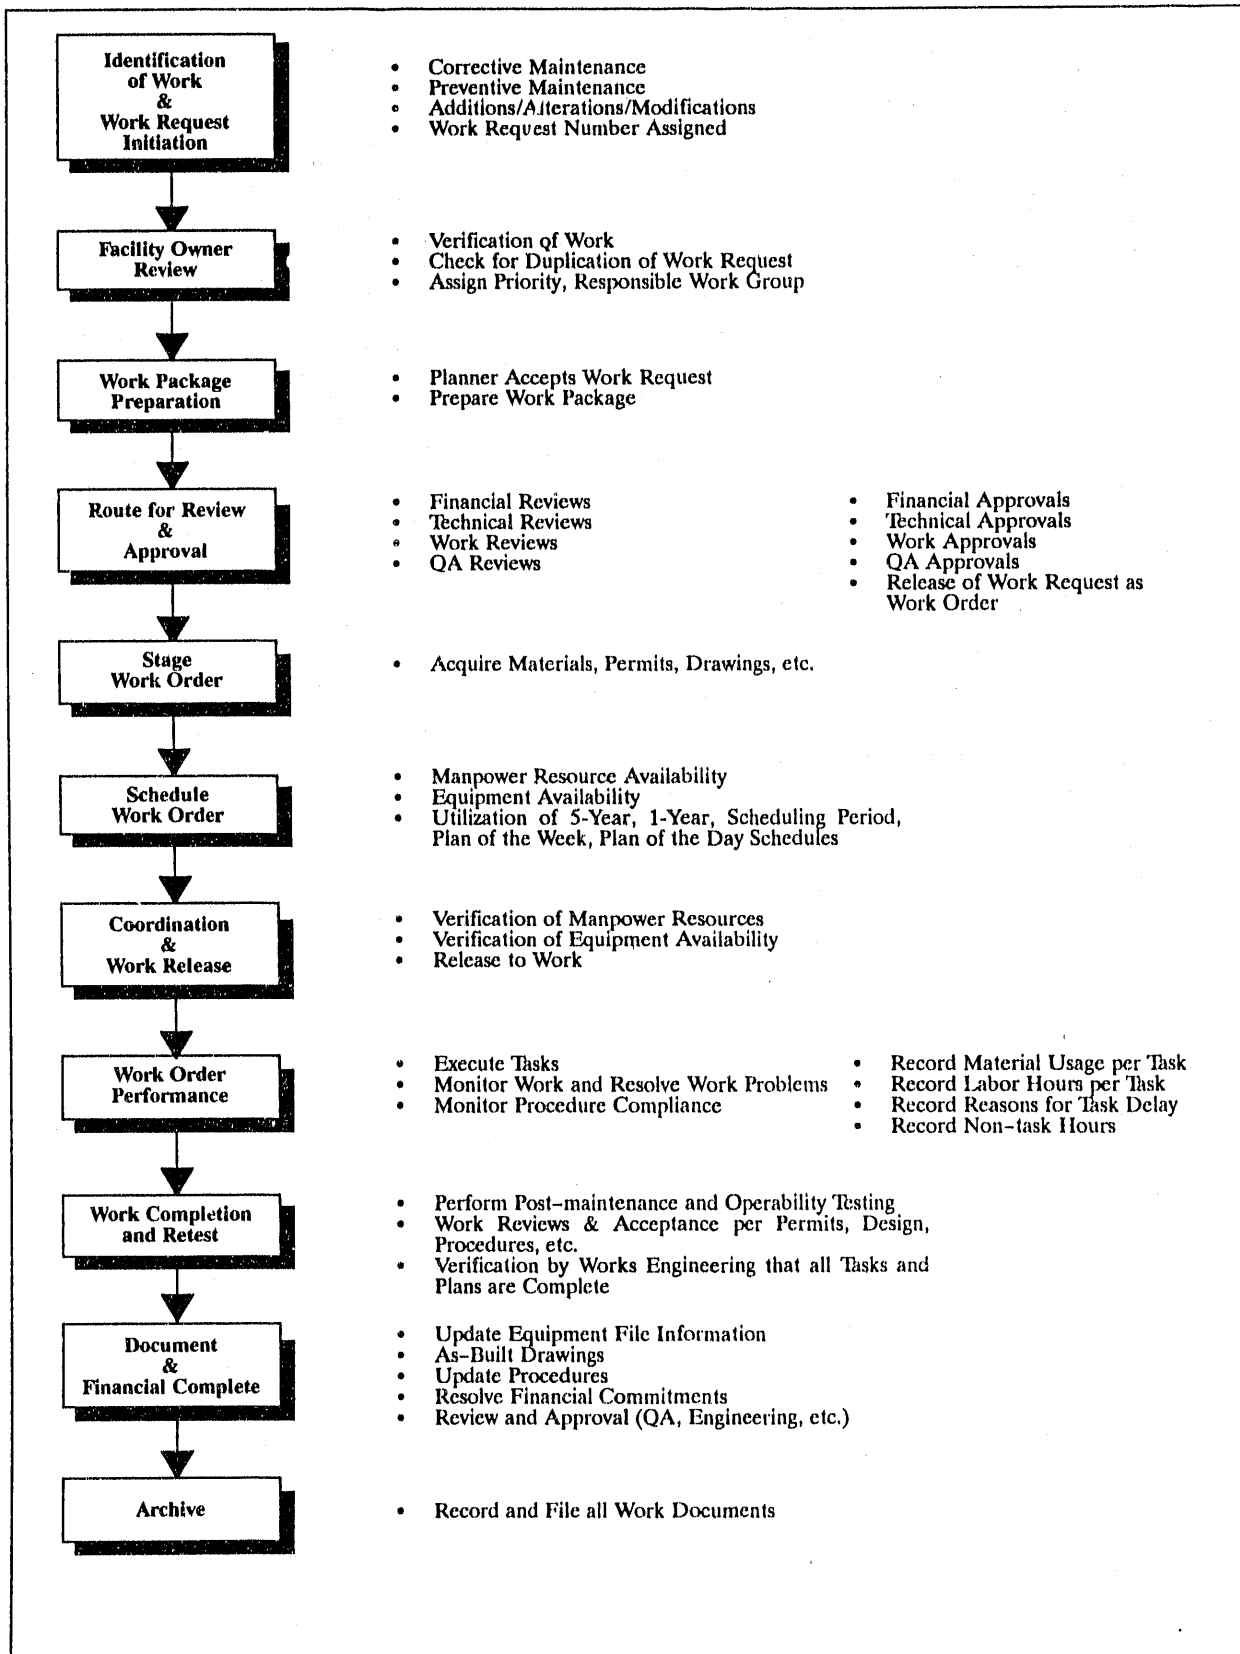 Identification
of Work
&
Work Request
Initiation
• Corrective Maintenance
• Preventive Maintenance
• Additions/Alterations/Modifications
• Work Request Number Assigned
Facility Owner
Review
• Verification of Work
• Check for Duplication of Work Request
• Assign Priority, Responsible Work Group
Work Package
Preparation
• Planner Accepts Work Request
• Prepare Work Package
Route for Review
&
Approval
• Financial Reviews
• Technical Reviews
• Work Reviews
• QA Reviews
• Financial Approvals
• Technical Approvals
• Work Approvals
• QA Approvals
• Release of Work Request as
Work Order
Stage
Work Order
• Acquire Materials, Permits, Drawings, etc.
Schedule
Work Order
• Manpower Resource Availability
• Equipment Availability
• Utilization of 5-Year, 1-Year, Scheduling Period,
Plan of the Week, Plan of the Day Schedules
Coordination
&
Work Release
• Verification of Manpower Resources
• Verification of Equipment Availability
• Release to Work
Work Order
Performance
• Execute Tasks
• Monitor Work and Resolve Work Problems
• Monitor Procedure Compliance
• Record Material Usage per Task
• Record Labor Hours per Task
• Record Reasons for Task Delay
• Record Non-task Hours
Work Completion
and Retest
• Perform Post-maintenance and Operability Testing
• Work Reviews & Acceptance per Permits, Design,
Procedures, etc.
• Verification by Works Engineering that all Tasks and
Plans are Complete
Document
&
Financial Complete
• Update Equipment File Information
• As-Built Drawings
• Update Procedures
• Resolve Financial Commitments
• Review and Approval (QA, Engineering, etc.)
Archive
• Record and File all Work Documents